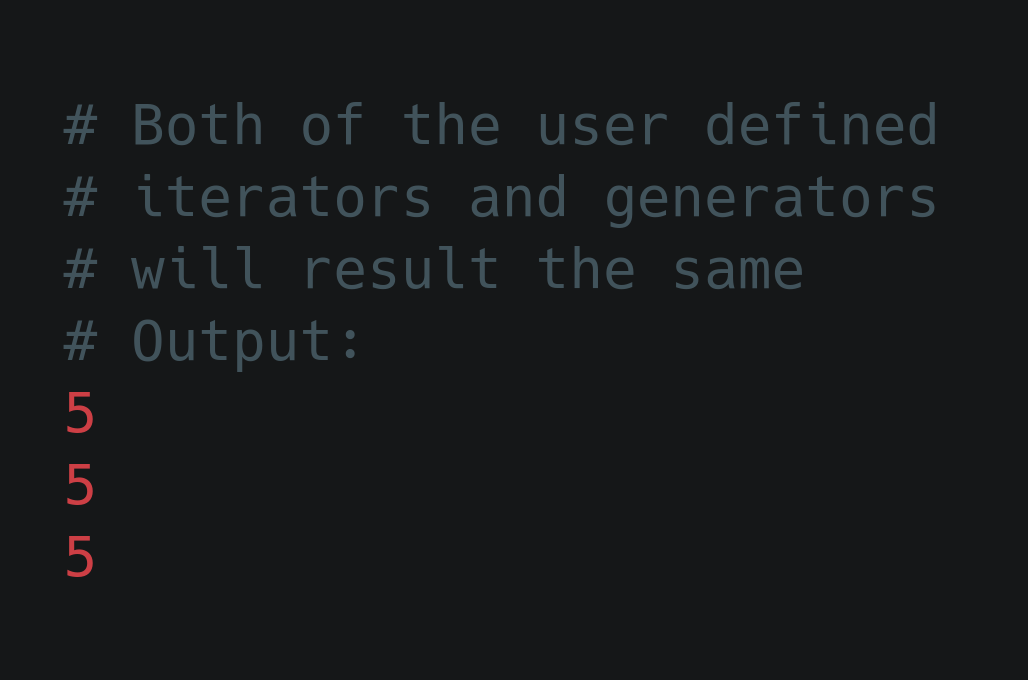 # Both of the user defined
# iterators and generators
# will result the same
# Output:
5
5
5